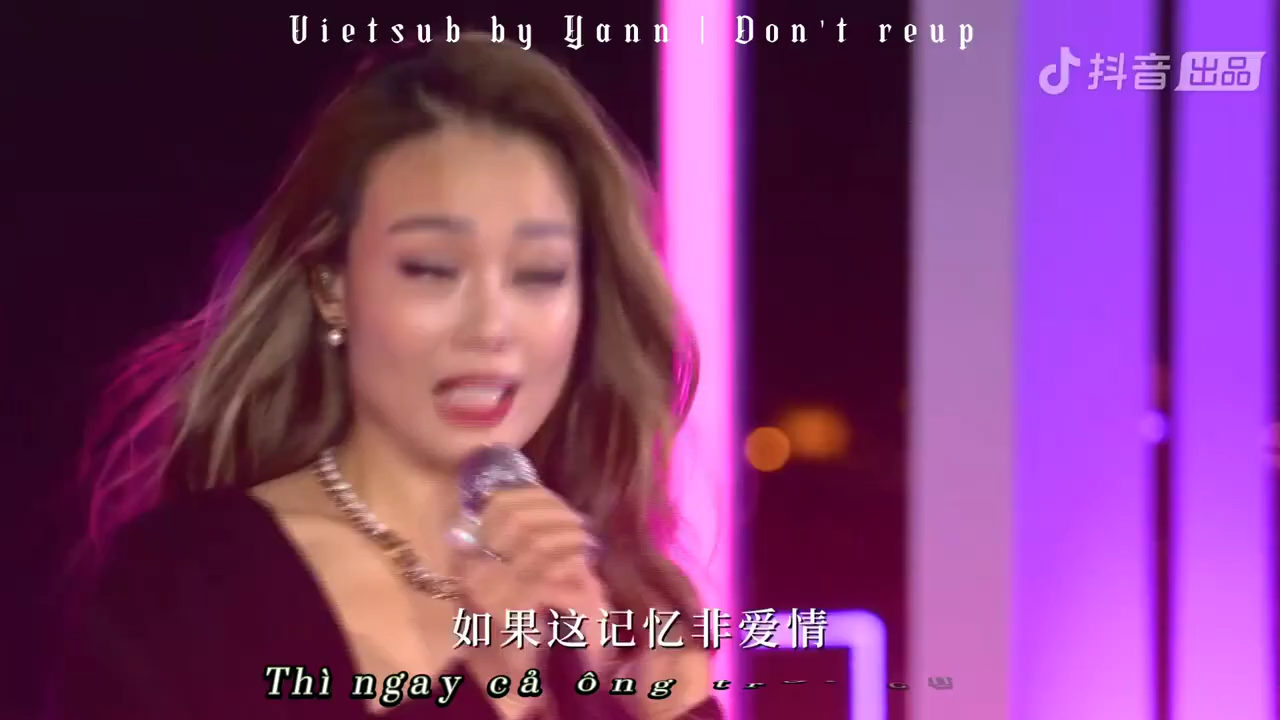 Vietsub by Yann | Don't reup
抖音 出品
如果这记忆非爱情
Thì ngay cả ông